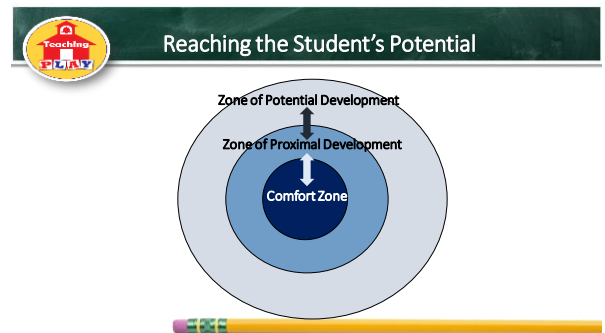 Teaching
PLAY
Reaching the Student's Potential
Zone of Potential Development
Zone of Proximal Development
Comfort Zone